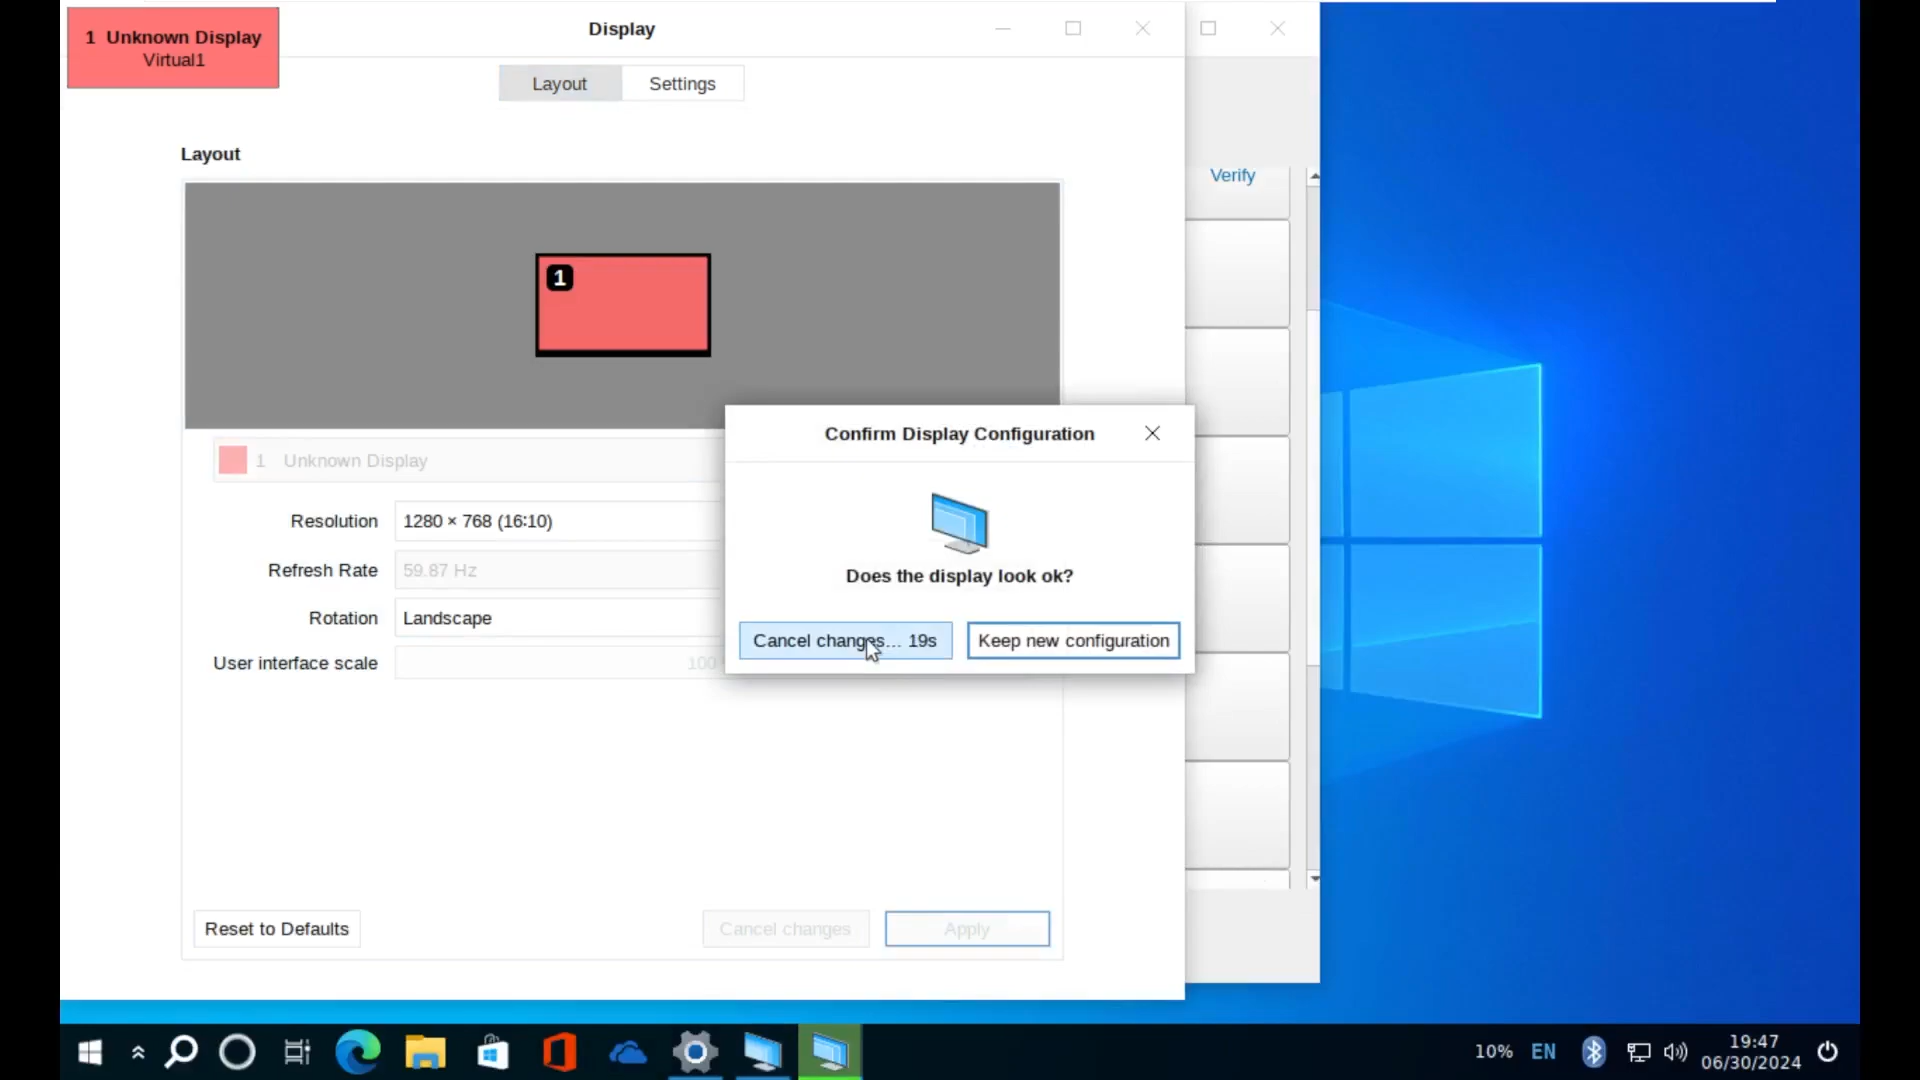 1 Unknown Display
Virtual1
Display
Layout
Settings
Layout
Verify
1
1 Unknown Display
Resolution
1280 × 768 (16:10)
Refresh Rate
59.87 Hz
Rotation
Landscape
User interface scale
100
Confirm Display Configuration
Does the display look ok?
Cancel changes... 19s
Keep new configuration
Reset to Defaults
Cancel changes
Apply
10%
EN
19:47
06/30/2024